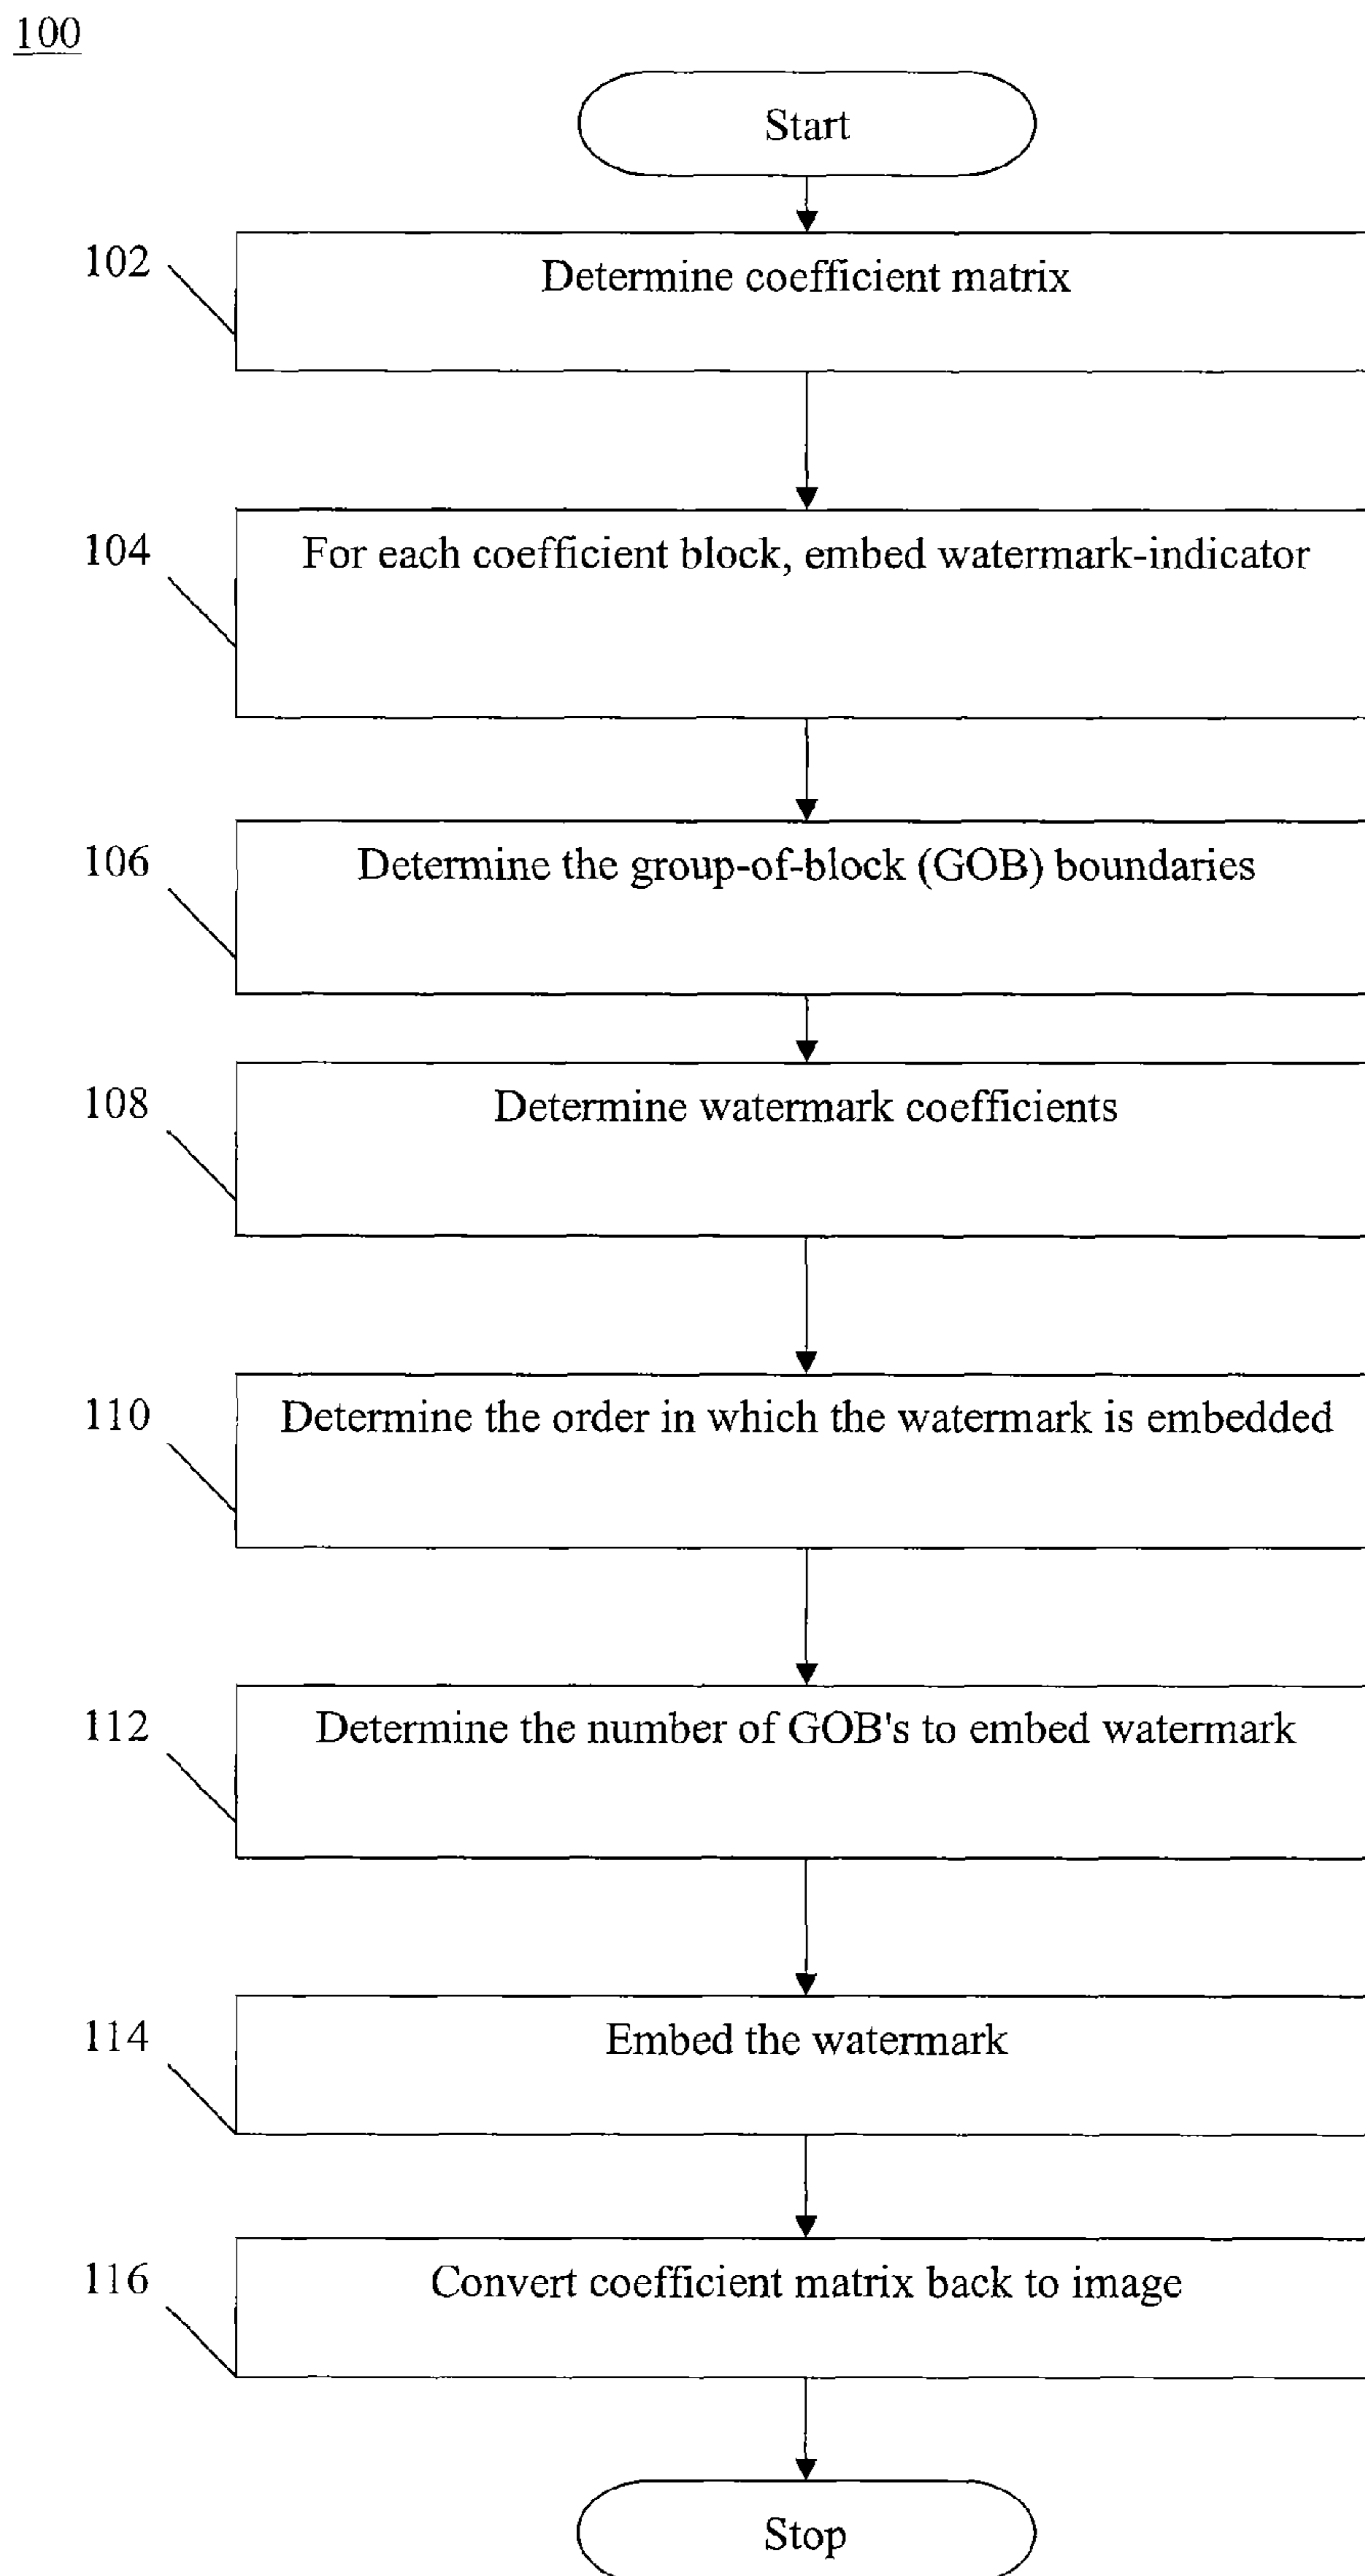 100
Start
102
Determine coefficient matrix
104
For each coefficient block, embed watermark-indicator
106
Determine the group-of-block (GOB) boundaries
108
Determine watermark coefficients
110
Determine the order in which the watermark is embedded
112
Determine the number of GOB's to embed watermark
114
Embed the watermark
116
Convert coefficient matrix back to image
Stop